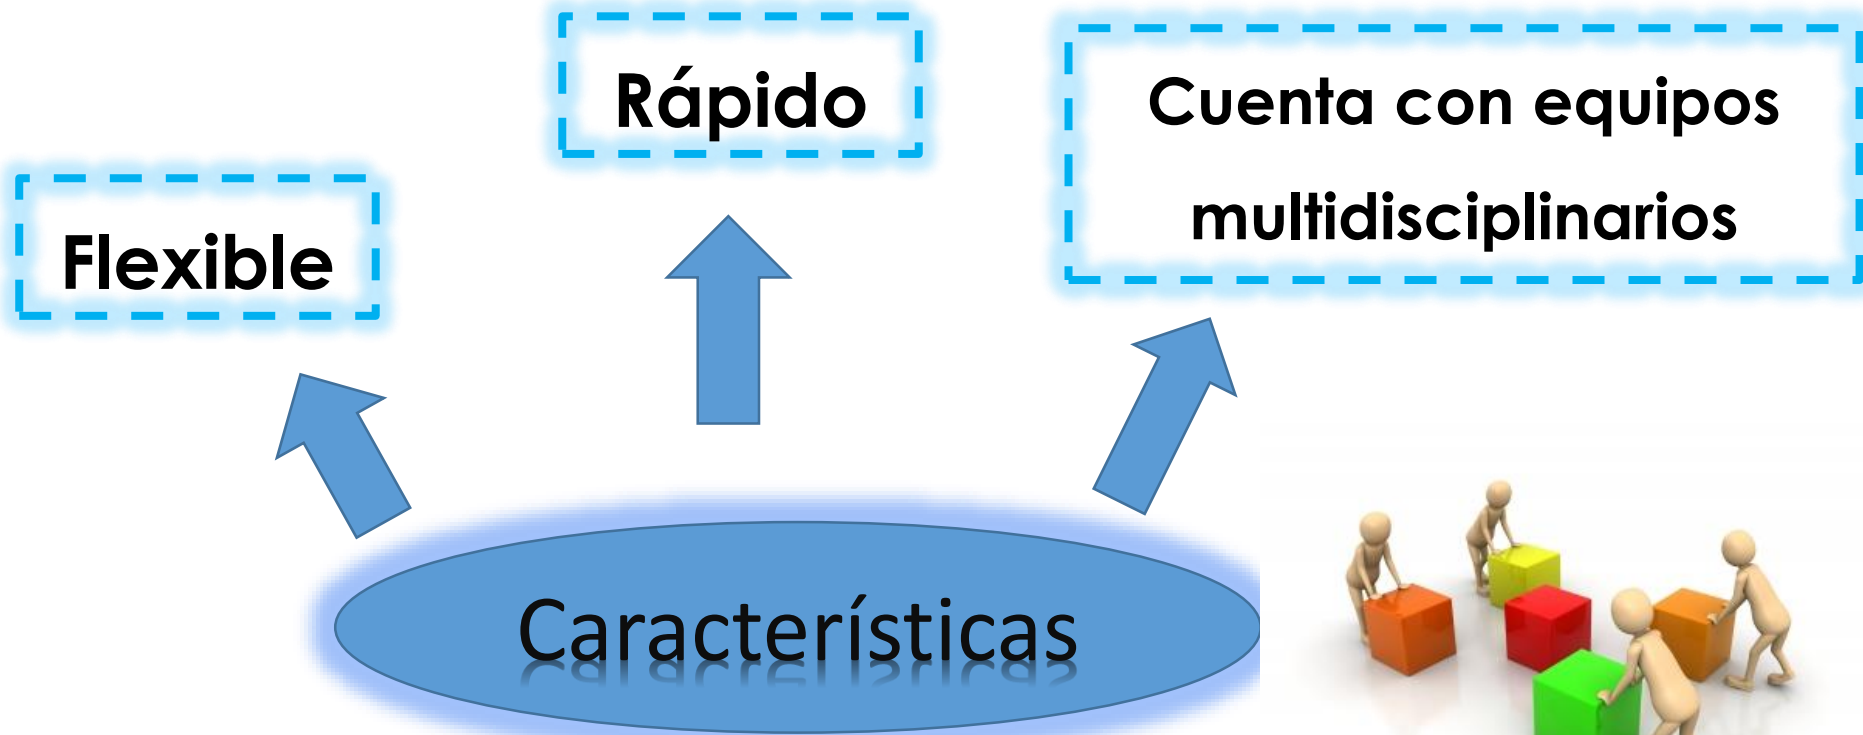 Rápido
Cuenta con equipos
multidisciplinarios
Flexible
Características